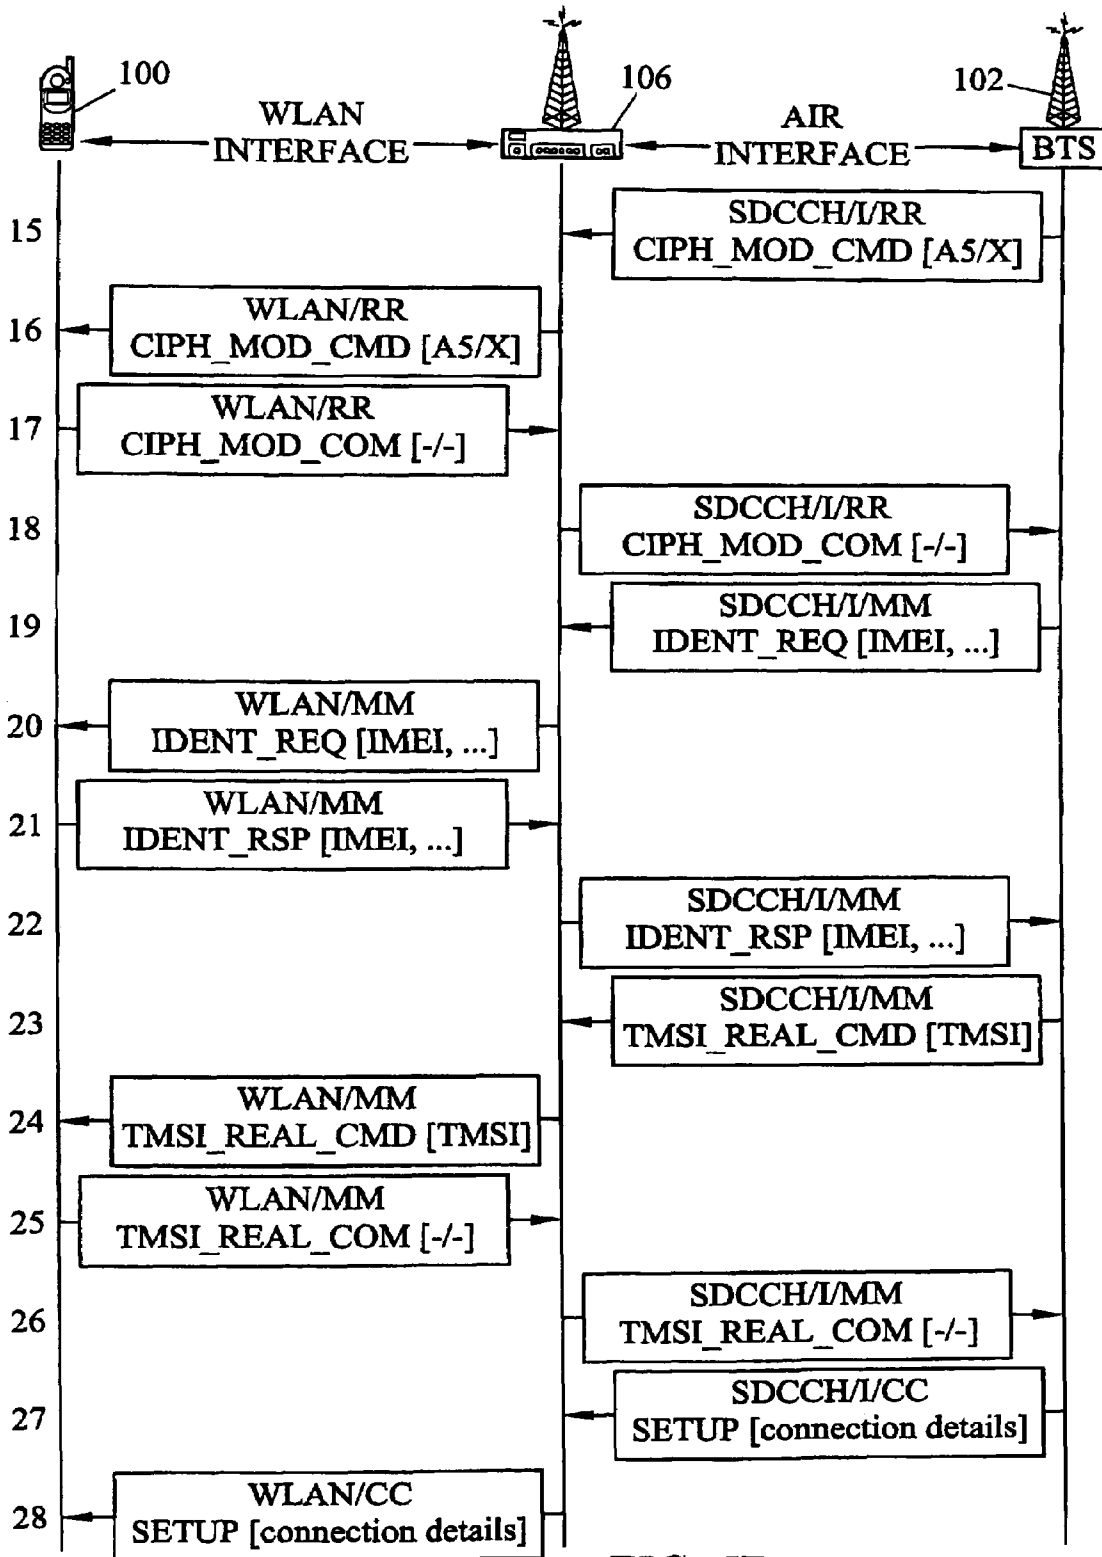 100
106
102
WLAN
INTERFACE
AIR
INTERFACE
BTS
15
SDCCH/I/RR
CIPH_MOD_CMD [A5/X]
16
WLAN/RR
CIPH_MOD_CMD [A5/X]
17
WLAN/RR
CIPH_MOD_COM [-/-]
18
SDCCH/I/RR
CIPH_MOD_COM [-/-]
19
SDCCH/I/MM
IDENT_REQ [IMEI, ...]
20
WLAN/MM
IDENT_REQ [IMEI, ...]
21
WLAN/MM
IDENT_RSP [IMEI, ...]
22
SDCCH/I/MM
IDENT_RSP [IMEI, ...]
23
SDCCH/I/MM
TMSI_REAL_CMD [TMSI]
24
WLAN/MM
TMSI_REAL_CMD [TMSI]
25
WLAN/MM
TMSI_REAL_COM [-/-]
26
SDCCH/I/MM
TMSI_REAL_COM [-/-]
27
SDCCH/I/CC
SETUP [connection details]
28
WLAN/CC
SETUP [connection details]